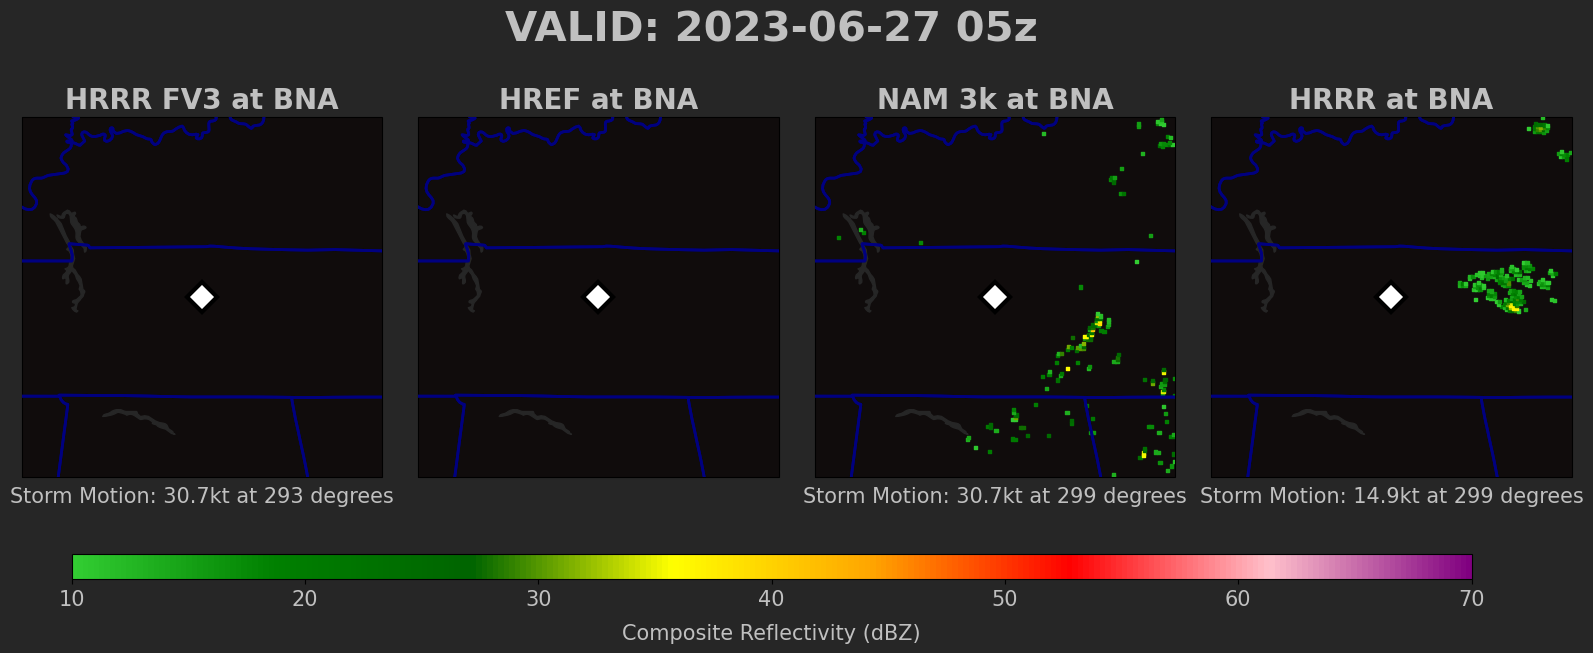 VALID: 2023-06-27 05z
HRRR FV3 at BNA
HREF at BNA
NAM 3k at BNA
HRRR at BNA
Storm Motion: 30.7kt at 293 degrees
Storm Motion: 30.7kt at 299 degrees
Storm Motion: 14.9kt at 299 degrees
10 20 30 40 50 60 70
Composite Reflectivity (dBZ)